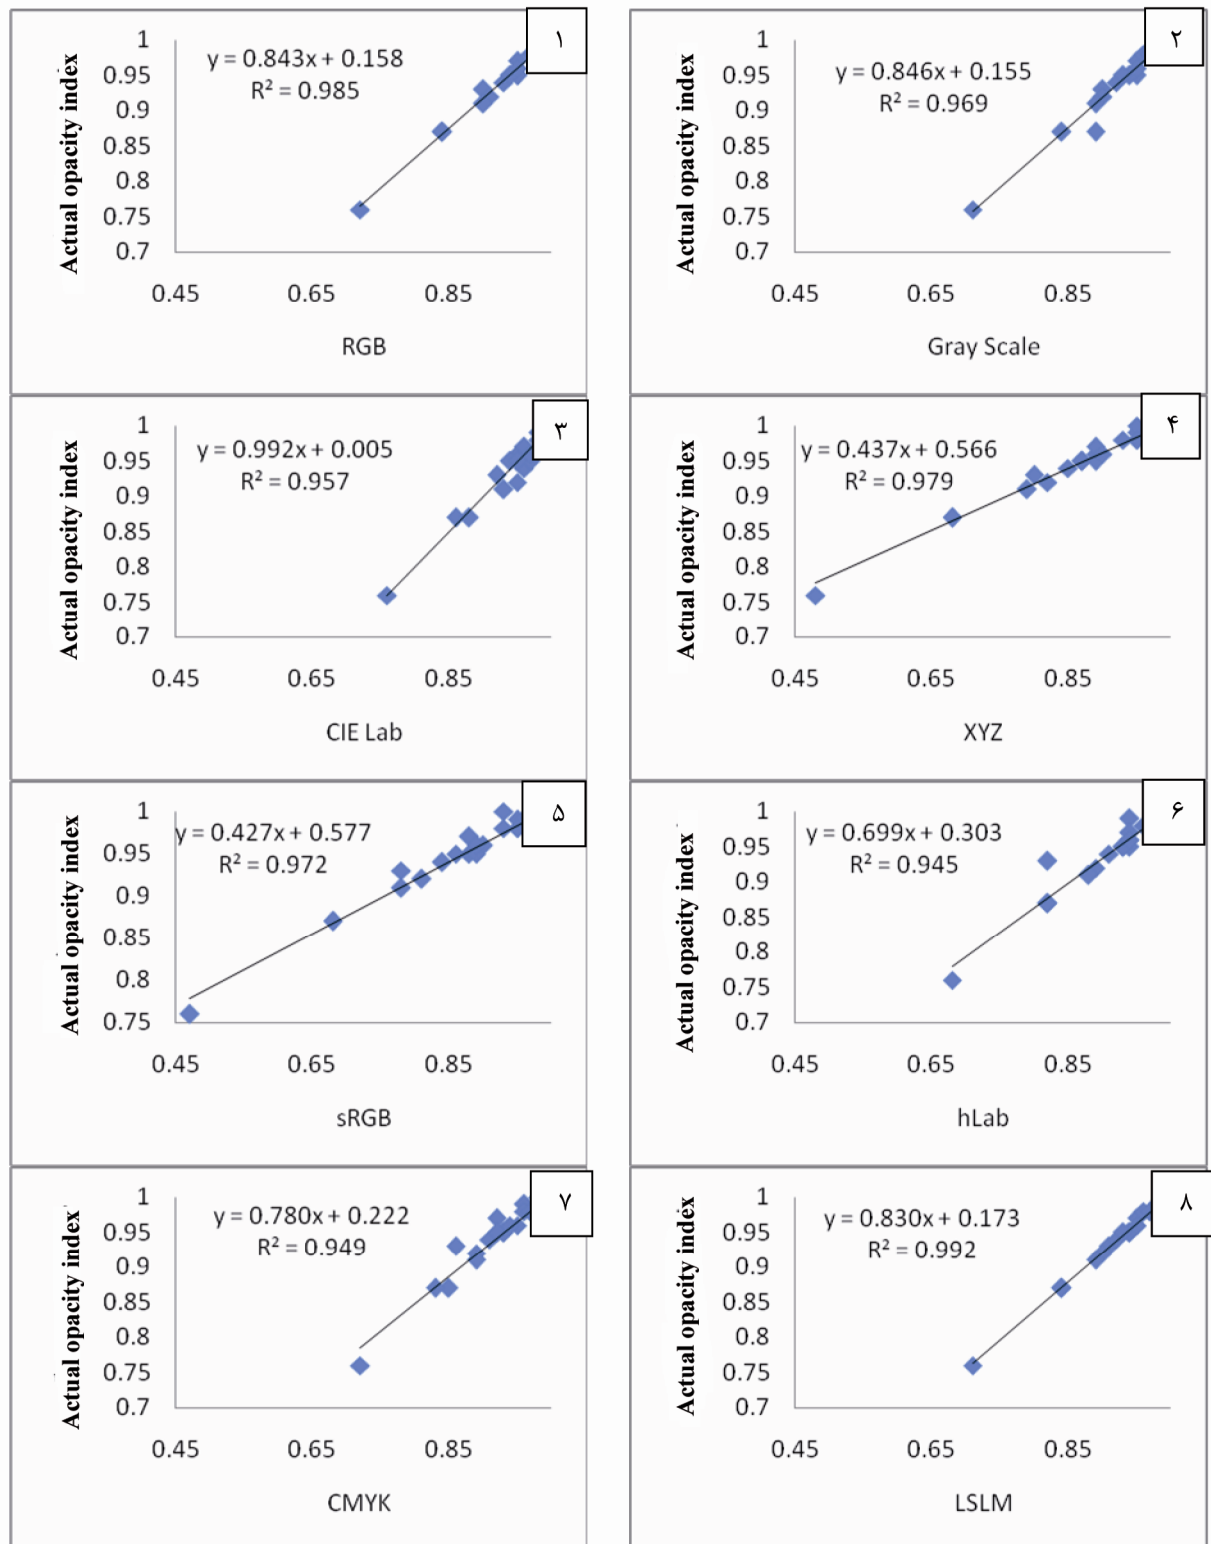 ۱
y = 0.843x + 0.158
R² = 0.985
Actual opacity index
1
0.95
0.9
0.85
0.8
0.75
0.7
0.45 0.65 0.85
RGB
۲
y = 0.846x + 0.155
R² = 0.969
Actual opacity index
1
0.95
0.9
0.85
0.8
0.75
0.7
0.45 0.65 0.85
Gray Scale
۳
y = 0.992x + 0.005
R² = 0.957
Actual opacity index
1
0.95
0.9
0.85
0.8
0.75
0.7
0.45 0.65 0.85
CIE Lab
۴
y = 0.437x + 0.566
R² = 0.979
Actual opacity index
1
0.95
0.9
0.85
0.8
0.75
0.7
0.45 0.65 0.85
XYZ
۵
y = 0.427x + 0.577
R² = 0.972
Actual opacity index
1
0.95
0.9
0.85
0.8
0.75
0.45 0.65 0.85
sRGB
۶
y = 0.699x + 0.303
R² = 0.945
Actual opacity index
1
0.95
0.9
0.85
0.8
0.75
0.7
0.45 0.65 0.85
hLab
۷
y = 0.780x + 0.222
R² = 0.949
Actual opacity index
1
0.95
0.9
0.85
0.8
0.75
0.7
0.45 0.65 0.85
CMYK
۸
y = 0.830x + 0.173
R² = 0.992
Actual opacity index
1
0.95
0.9
0.85
0.8
0.75
0.7
0.45 0.65 0.85
LSLM